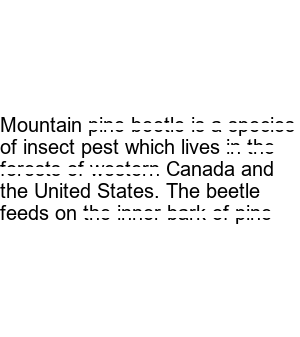 Mountain pine beetle is a species
of insect pest which lives in the
forests of western Canada and
the United States. The beetle
feeds on the inner bark of pine